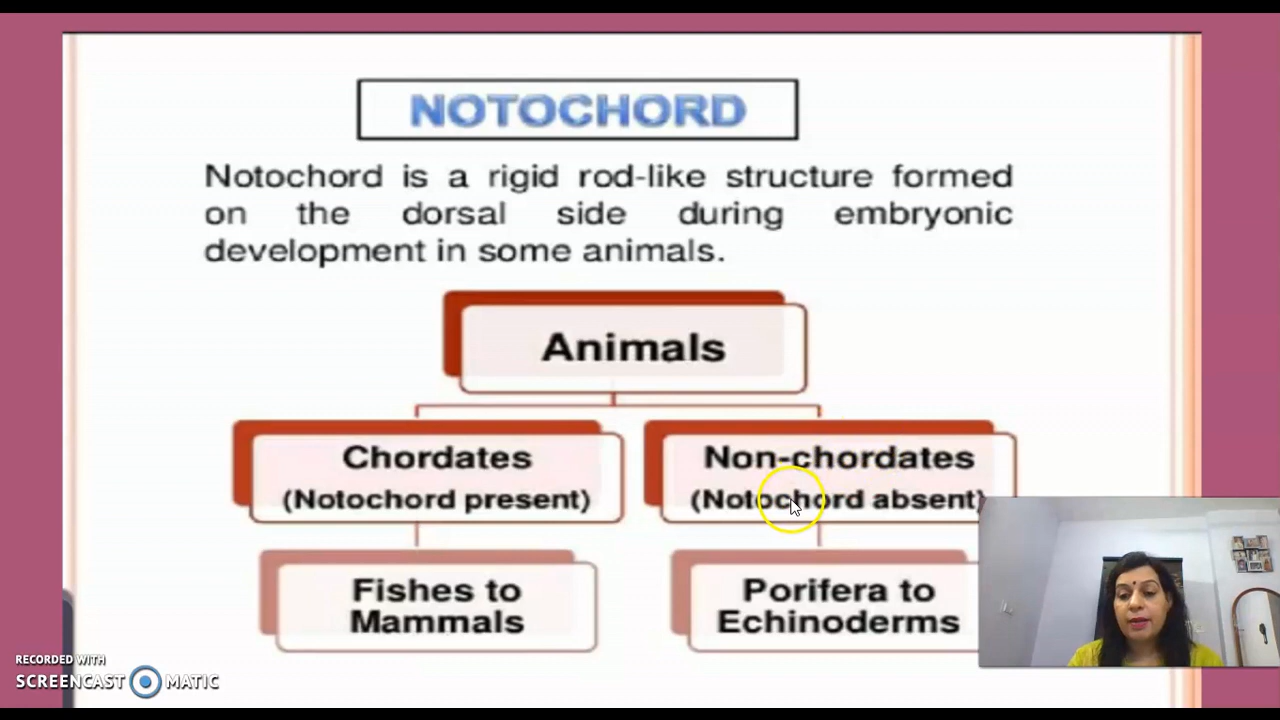 NOTOCHORD
Notochord is a rigid rod-like structure formed
on the dorsal side during embryonic
development in some animals.
Animals
Chordates
(Notochord present)
Non-chordates
(Notochord absent)
Fishes to
Mammals
Porifera to
Echinoderms
RECORDED WITH
SCREENCAST MATIC